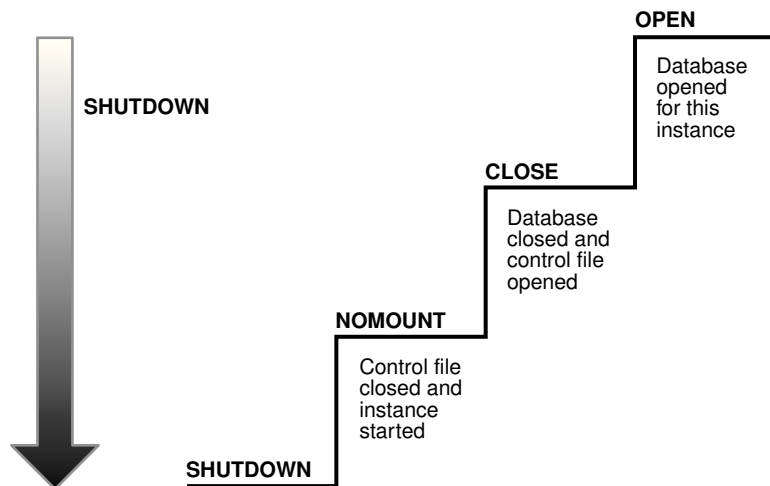 OPEN
Database
opened
for this
instance
SHUTDOWN
CLOSE
Database
closed and
control file
opened
NOMOUNT
Control file
closed and
instance
started
SHUTDOWN